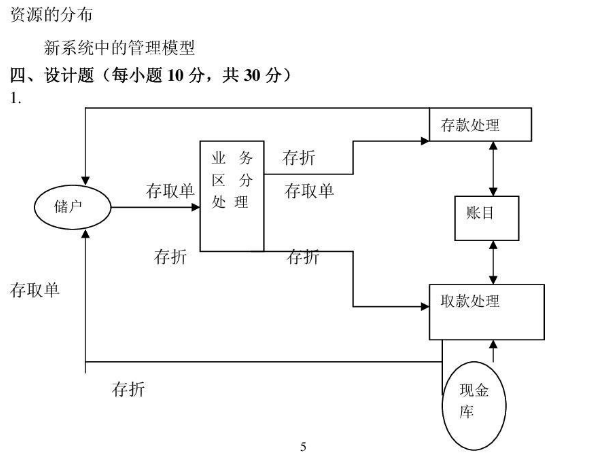 资源的分布
新系统中的管理模型
四、设计题（每小题 10 分，共 30 分）
1.
存款处理
业 务
区 分
处 理
存折
存取单
存取单
储户
账目
存折
存折
存取单
取款处理
存折
现金
库
5